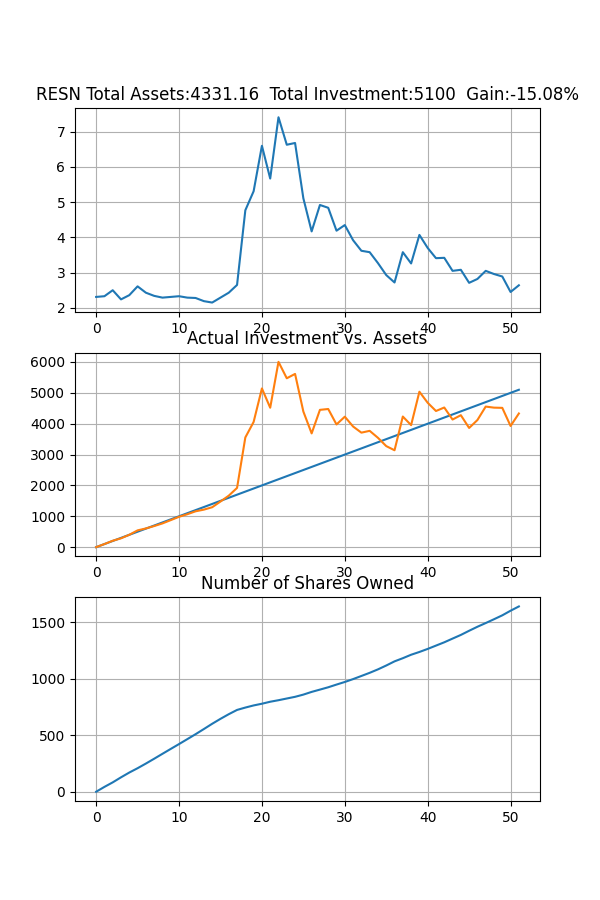 RESN Total Assets:4331.16  Total Investment:5100  Gain:-15.08%
7
6
5
4
3
2
0 10 20 30 40 50
Actual Investment vs. Assets
6000
5000
4000
3000
2000
1000
0
0 10 20 30 40 50
Number of Shares Owned
1500
1000
500
0
0 10 20 30 40 50